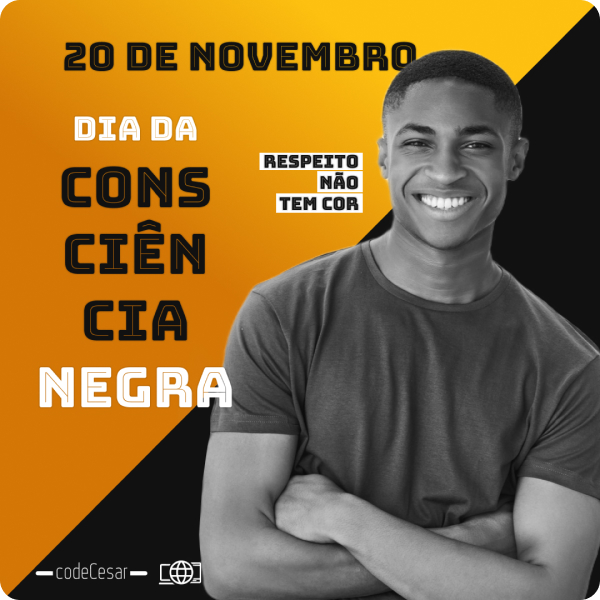 20 DE NOVEMBRO
DIA DA
CONS
CIÊN
CIA
NEGRA
RESPEITO
NÃO
TEM COR
codeCesar